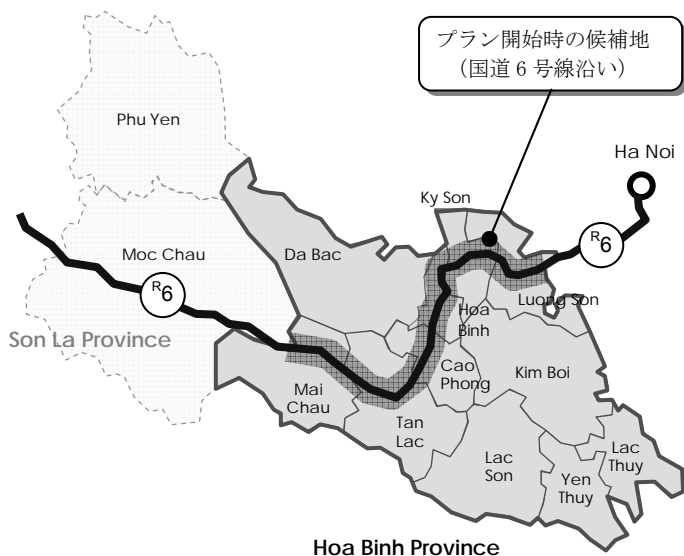 プラン開始時の候補地
（国道６号線沿い）
Phu Yen
Ha Noi
Ky Son
R6
Moc Chau
Da Bac
R6
Luong Son
Hoa
Binh
Son La Province
Cao
Phong
Kim Boi
Mai
Chau
Tan
Lac
Lac
Thuy
Lac
Son
Yen
Thuy
Hoa Binh Province